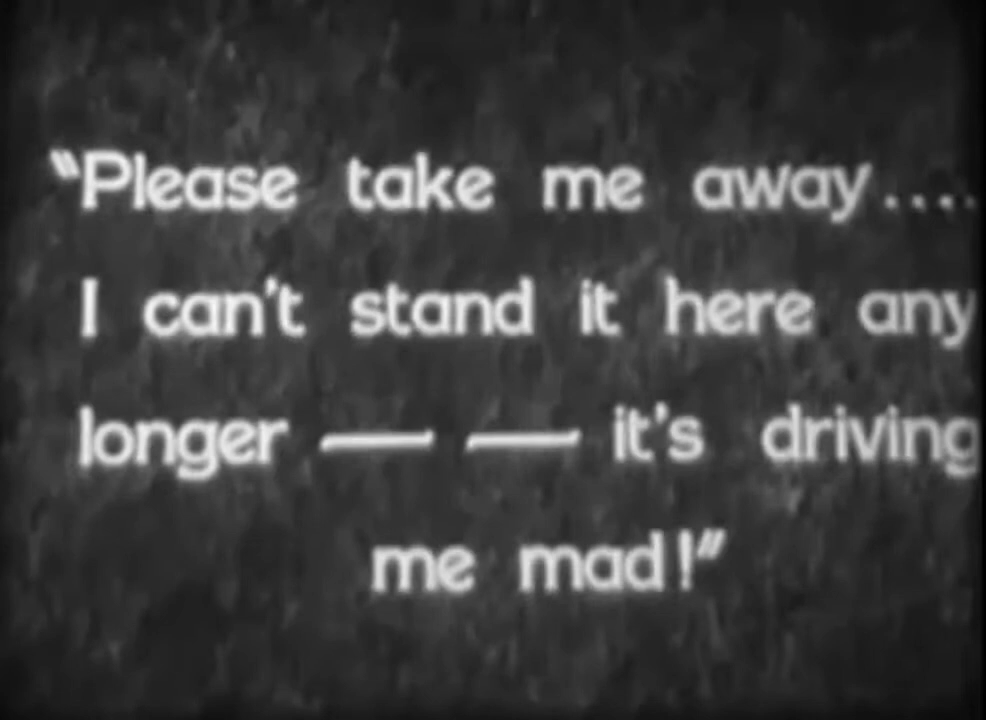 “Please take me away....
I can't stand it here any
longer — — it's driving
me mad!”